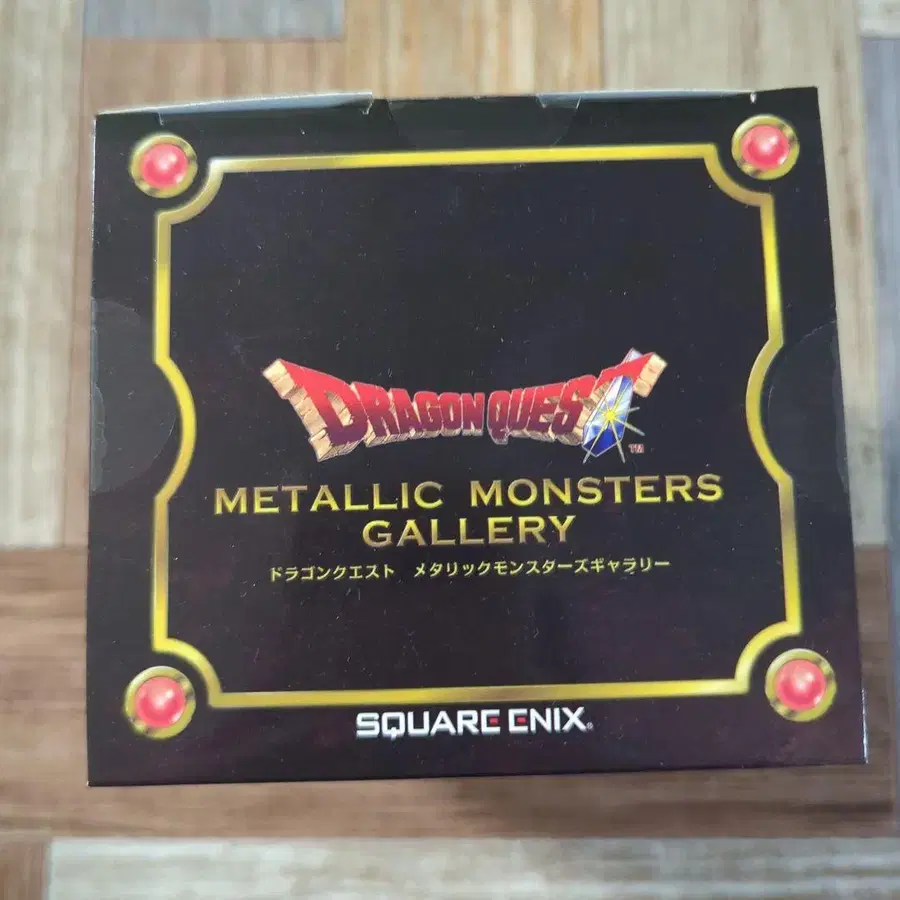 DRAGON QUEST
TM
METALLIC MONSTERS
GALLERY
ドラゴンクエスト メタリックモンスターズギャラリー
SQUARE ENIX®